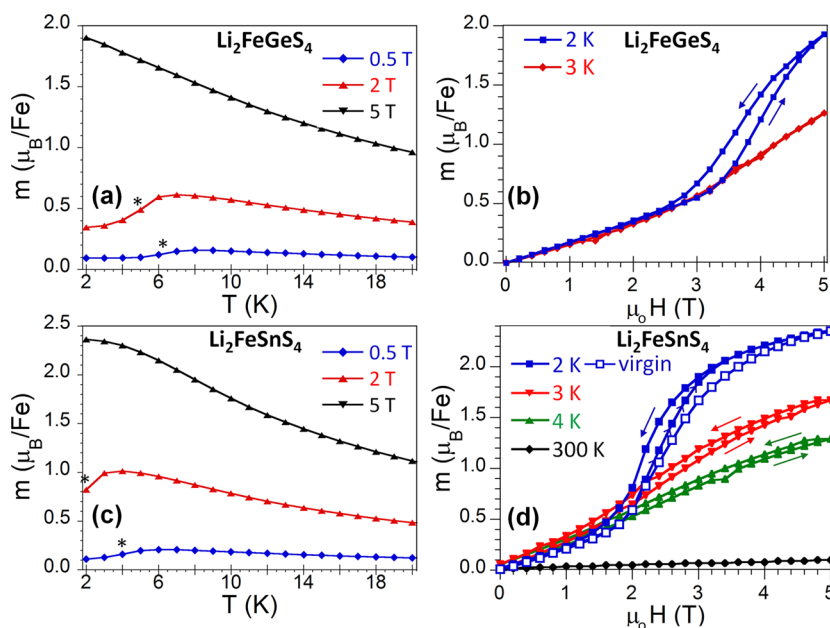 Li₂FeGeS₄
0.5 T
2 T
5 T
m (μB/Fe)
2.0
1.5
1.0
0.5
0.0
*
*
(a)
2 6 10 14 18
T (K)
2 K
3 K
Li₂FeGeS₄
m (μB/Fe)
2.0
1.5
1.0
0.5
0.0
(b)
0 1 2 3 4 5
μoH (T)
Li₂FeSnS₄
0.5 T
2 T
5 T
m (μB/Fe)
2.5
2.0
1.5
1.0
0.5
0.0
*
*
(c)
2 6 10 14 18
T (K)
Li₂FeSnS₄
2 K virgin
3 K
4 K
300 K
m (μB/Fe)
2.0
1.5
1.0
0.5
0.0
(d)
0 1 2 3 4 5
μoH (T)